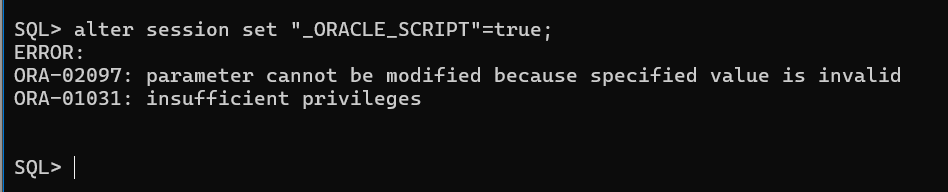 SQL> alter session set "_ORACLE_SCRIPT"=true;
ERROR:
ORA-02097: parameter cannot be modified because specified value is invalid
ORA-01031: insufficient privileges
SQL>